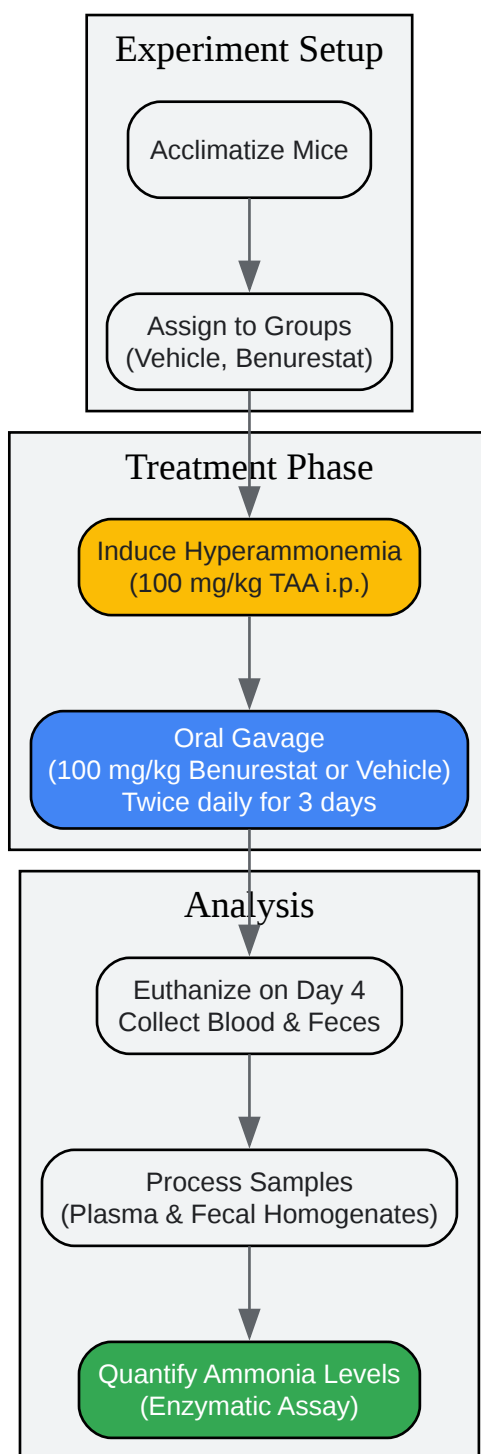 Experiment Setup
Acclimatize Mice
Assign to Groups
(Vehicle, Benurestat)
Treatment Phase
Induce Hyperammonemia
(100 mg/kg TAA i.p.)
Oral Gavage
(100 mg/kg Benurestat or Vehicle)
Twice daily for 3 days
Analysis
Euthanize on Day 4
Collect Blood & Feces
Process Samples
(Plasma & Fecal Homogenates)
Quantify Ammonia Levels
(Enzymatic Assay)